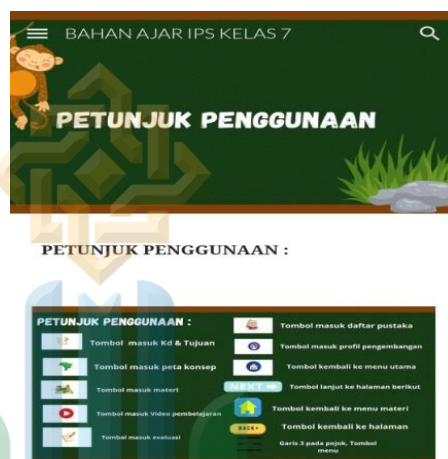 BAHAN AJAR IPS KELAS 7
PETUNJUK PENGGUNAAN
PETUNJUK PENGGUNAAN :
PETUNJUK PENGGUNAAN :
Tombol masuk Kd & Tujuan
Tombol masuk peta konsep
Tombol masuk materi
Tombol masuk Video pembelajaran
Tombol masuk evaluasi
Tombol masuk daftar pustaka
Tombol masuk profil pengembangan
Tombol kembali ke menu utama
NEXT
Tombol lanjut ke halaman berikut
Tombol kembali ke menu materi
BACK
Tombol kembali ke halaman
Garis 3 pada pojok, Tombol
menu